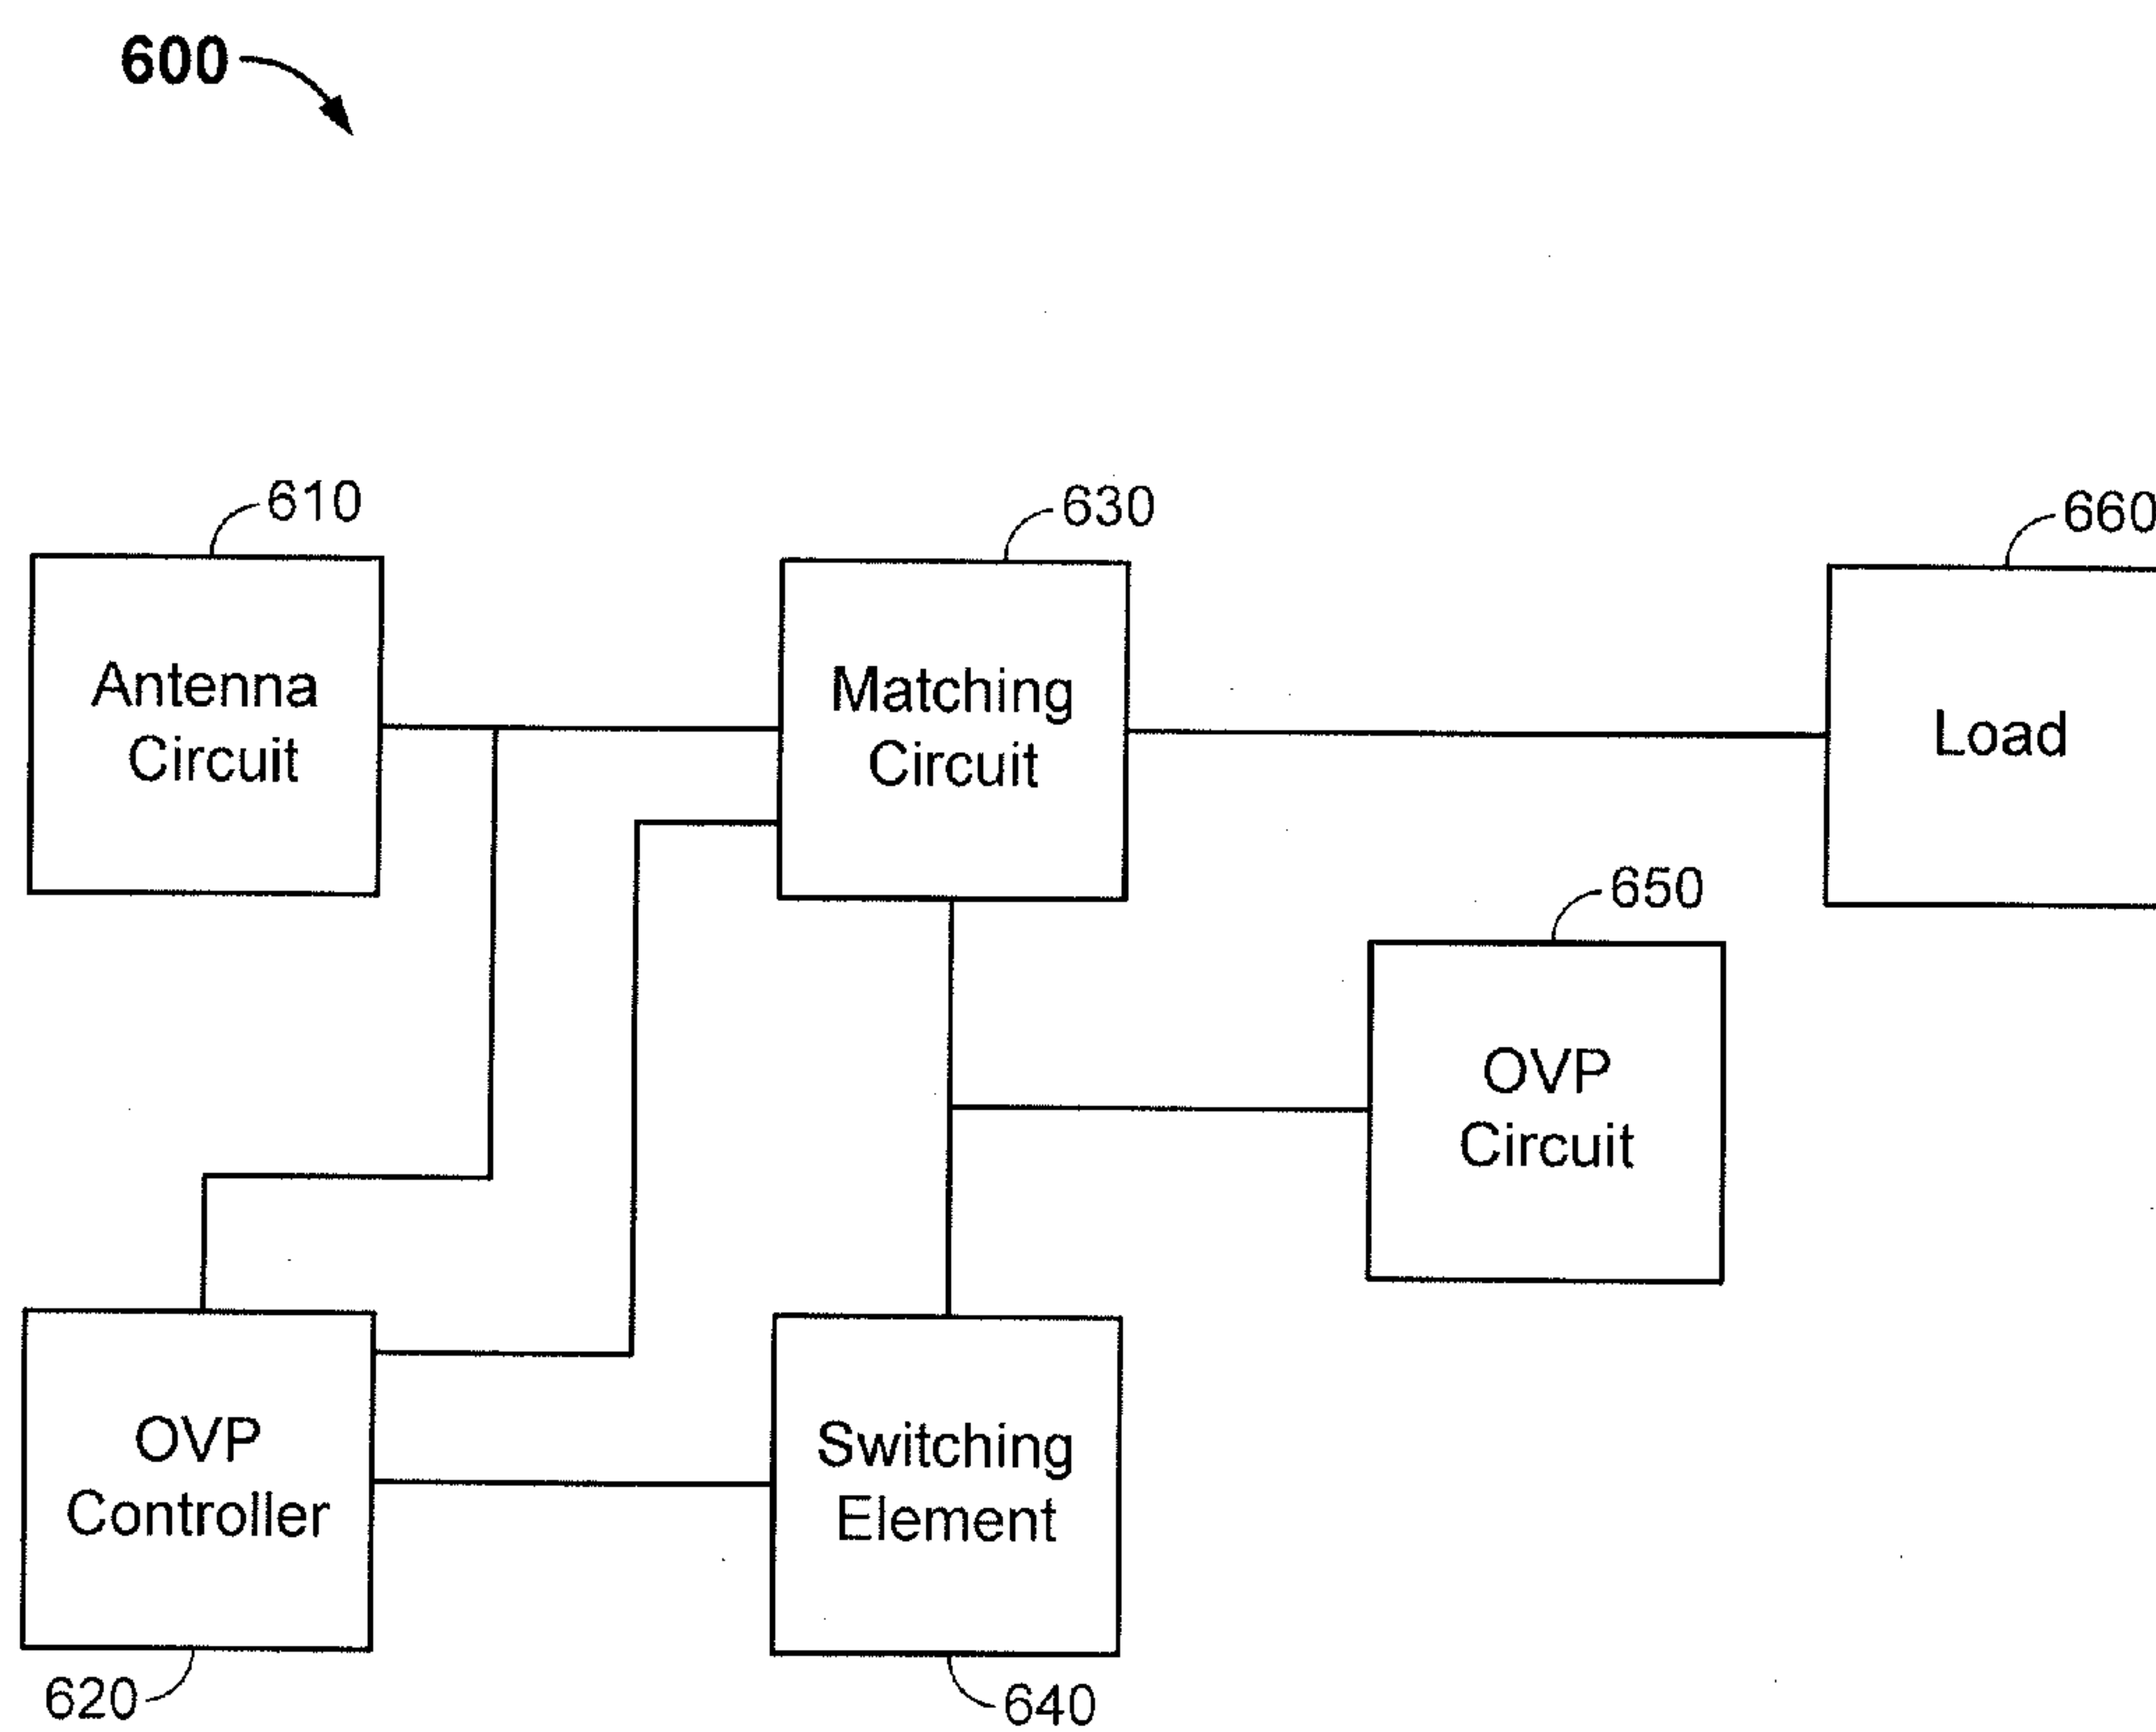 600
610
630
660
Antenna
Circuit
Matching
Circuit
Load
650
OVP
Circuit
OVP
Controller
Switching
Element
620
640